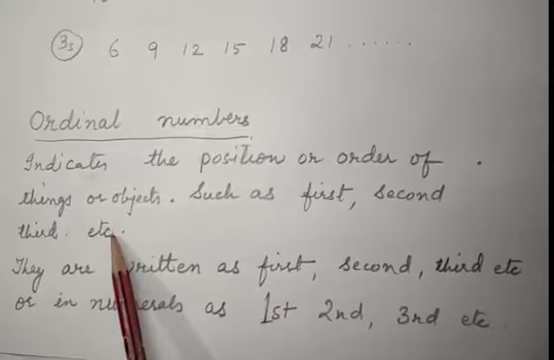 3s 6 9 12 15 18 21 ......
Ordinal numbers
Indicates the position or order of .
things or objects. Such as first, second
third. etc.
They are written as first, second, third etc
or in numerals as 1st 2nd, 3rd etc